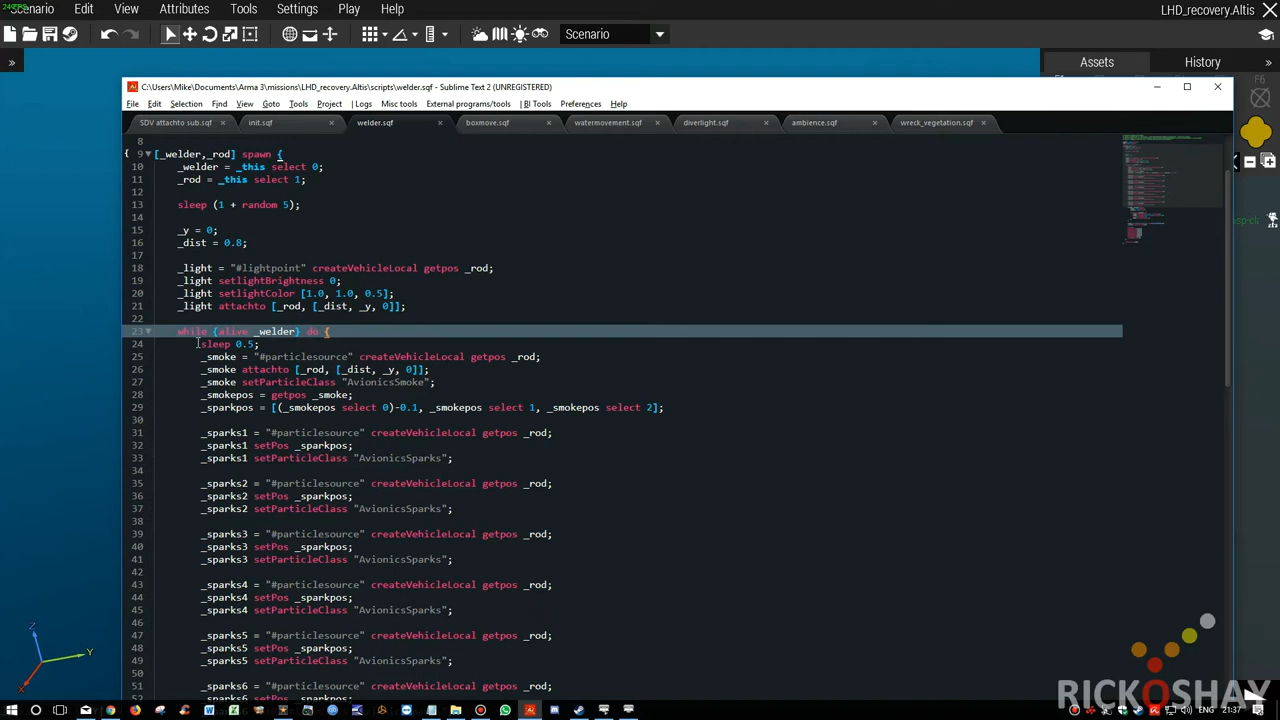 240 FPS
Scenario Edit View Attributes Tools Settings Play Help LHD_recovery.Altis
Scenario
Assets History
C:\Users\Mike\Documents\Arma 3\missions\LHD_recovery.Altis\scripts\welder.sqf - Sublime Text 2 (UNREGISTERED)
File Edit Selection Find View Goto Tools Project | Logs Misc tools External programs/tools | BI Tools Preferences Help
SDV attachto sub.sqf init.sqf welder.sqf boxmove.sqf watermovement.sqf diverlight.sqf ambience.sqf wreck_vegetation.sqf
8
9 [_welder,_rod] spawn {
10 _welder = _this select 0;
11 _rod = _this select 1;
12
13 sleep (1 + random 5);
14
15 _y = 0;
16 _dist = 0.8;
17
18 _light = "#lightpoint" createVehicleLocal getpos _rod;
19 _light setlightBrightness 0;
20 _light setlightColor [1.0, 1.0, 0.5];
21 _light attachto [_rod, [_dist, _y, 0]];
22
23 while {alive _welder} do {
24 sleep 0.5;
25 _smoke = "#particlesource" createVehicleLocal getpos _rod;
26 _smoke attachto [_rod, [_dist, _y, 0]];
27 _smoke setParticleClass "AvionicsSmoke";
28 _smokepos = getpos _smoke;
29 _sparkpos = [(_smokepos select 0)-0.1, _smokepos select 1, _smokepos select 2];
30
31 _sparks1 = "#particlesource" createVehicleLocal getpos _rod;
32 _sparks1 setPos _sparkpos;
33 _sparks1 setParticleClass "AvionicsSparks";
34
35 _sparks2 = "#particlesource" createVehicleLocal getpos _rod;
36 _sparks2 setPos _sparkpos;
37 _sparks2 setParticleClass "AvionicsSparks";
38
39 _sparks3 = "#particlesource" createVehicleLocal getpos _rod;
40 _sparks3 setPos _sparkpos;
41 _sparks3 setParticleClass "AvionicsSparks";
42
43 _sparks4 = "#particlesource" createVehicleLocal getpos _rod;
44 _sparks4 setPos _sparkpos;
45 _sparks4 setParticleClass "AvionicsSparks";
46
47 _sparks5 = "#particlesource" createVehicleLocal getpos _rod;
48 _sparks5 setPos _sparkpos;
49 _sparks5 setParticleClass "AvionicsSparks";
50
51 _sparks6 = "#particlesource" createVehicleLocal getpos _rod;
52 _sparks6 setPos _sparkpos;
Z
Y
X
RICKOSHAY
ENG 21:37